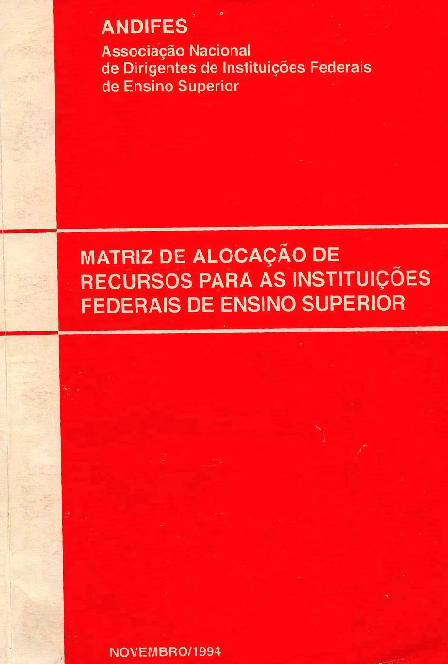 ANDIFES
Associação Nacional
de Dirigentes de Instituições Federais
de Ensino Superior
MATRIZ DE ALOCAÇÃO DE
RECURSOS PARA AS INSTITUIÇÕES
FEDERAIS DE ENSINO SUPERIOR
NOVEMBRO/1994